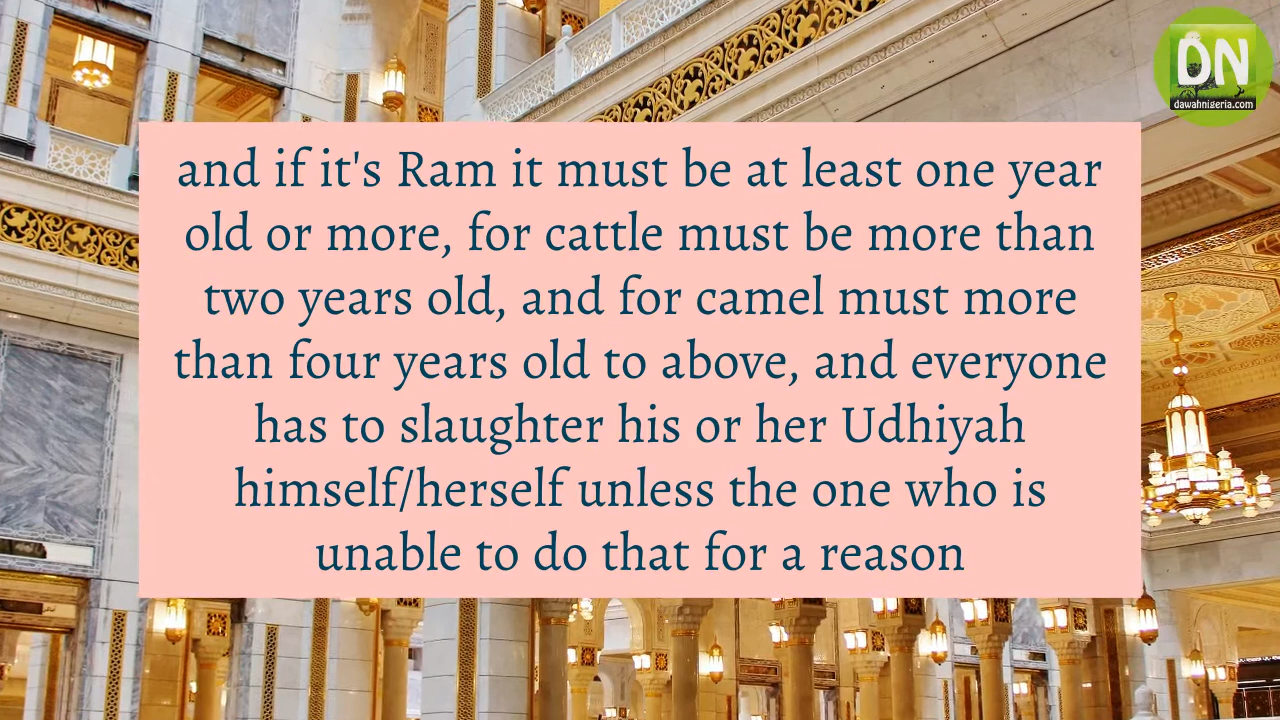 DN
dawahnigeria.com
and if it's Ram it must be at least one year
old or more, for cattle must be more than
two years old, and for camel must more
than four years old to above, and everyone
has to slaughter his or her Udhiyah
himself/herself unless the one who is
unable to do that for a reason